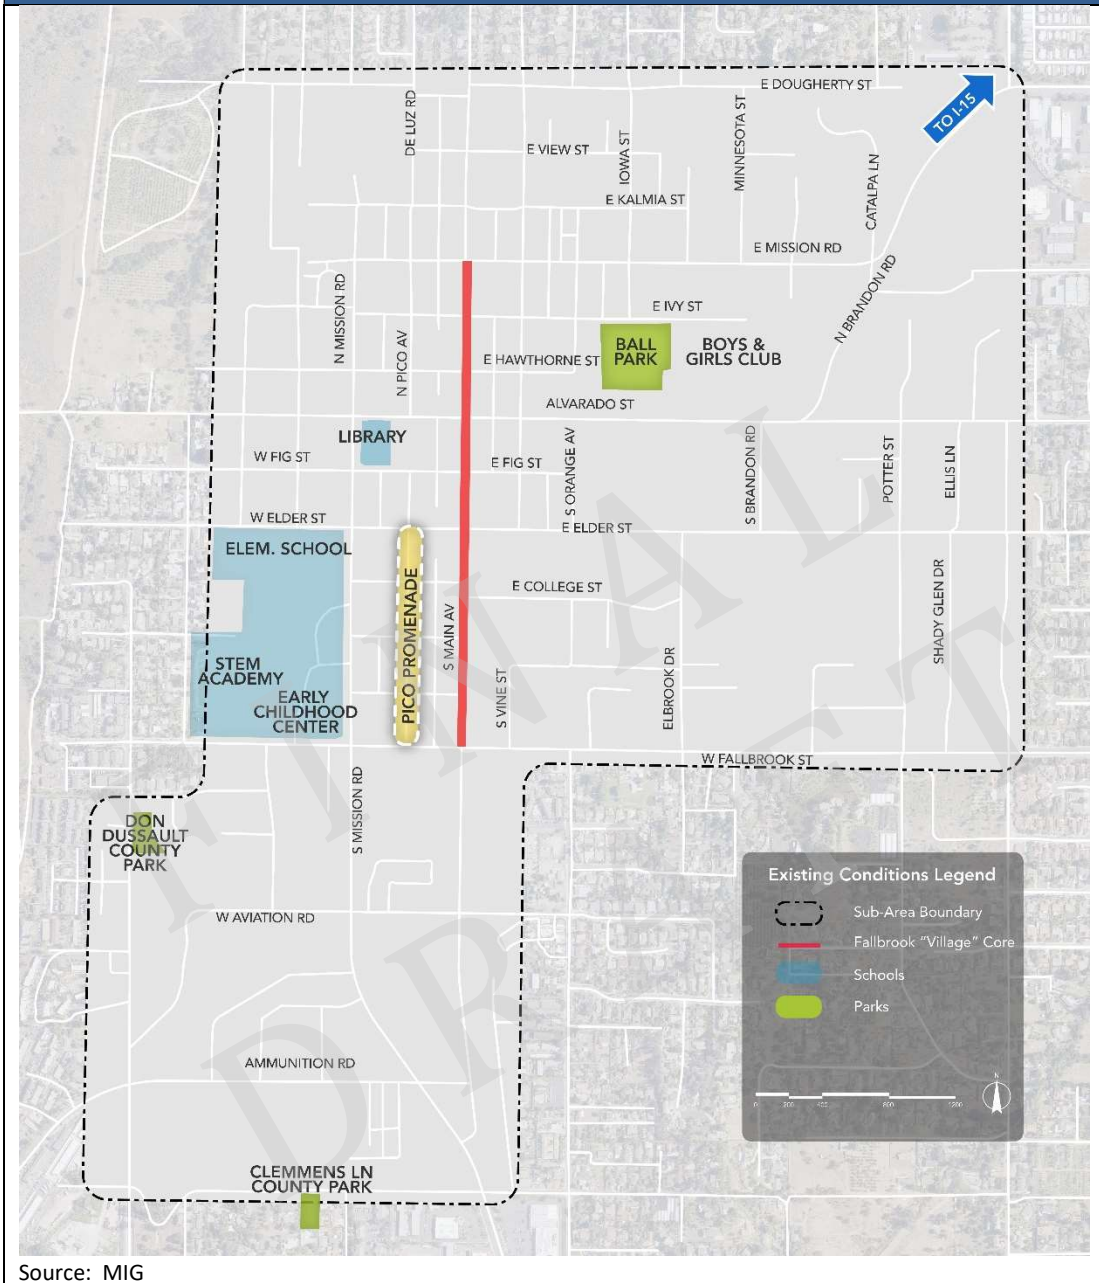 E DOUGHERTY ST
TO I-15
DE LUZ RD
E VIEW ST
IOWA ST
MINNESOTA ST
CATALPA LN
E KALMIA ST
E MISSION RD
N MISSION RD
N BRANDON RD
E IVY ST
N PICO AV
E HAWTHORNE ST
BALL
PARK
BOYS &
GIRLS CLUB
ALVARADO ST
LIBRARY
W FIG ST
E FIG ST
S ORANGE AV
S BRANDON RD
POTTER ST
ELLIS LN
W ELDER ST
E ELDER ST
ELEM. SCHOOL
E COLLEGE ST
PICO PROMENADE
S MAIN AV
SHADY GLEN DR
STEM
ACADEMY
EARLY
CHILDHOOD
CENTER
S VINE ST
ELBROOK DR
W FALLBROOK ST
S MISSION RD
DON
DUSSAULT
COUNTY
PARK
W AVIATION RD
AMMUNITION RD
CLEMMENS LN
COUNTY PARK
Existing Conditions Legend
Sub-Area Boundary
Fallbrook "Village" Core
Schools
Parks
N
0 200 400 800 1200
FINAL
DRAFT
Source: MIG